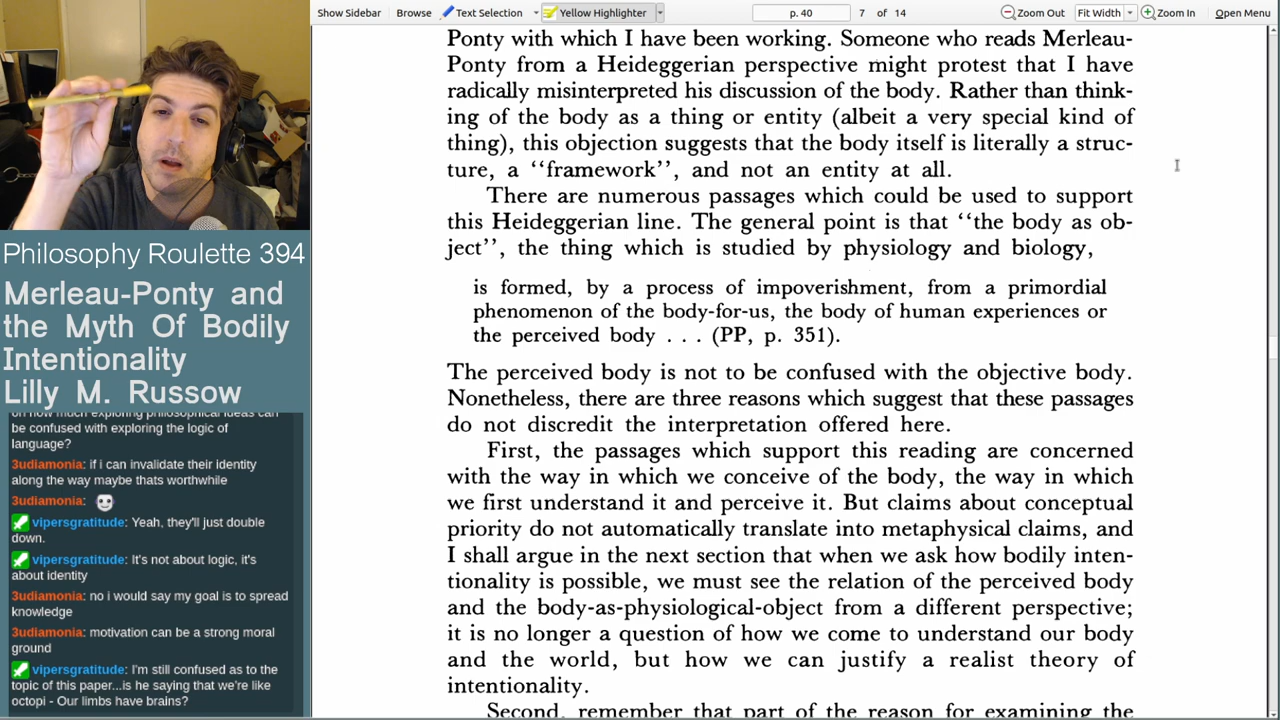 Show Sidebar Browse Text Selection Yellow Highlighter p. 40 7 of 14 Zoom Out Fit Width Zoom In Open Menu
Ponty with which I have been working. Someone who reads Merleau-
Ponty from a Heideggerian perspective might protest that I have
radically misinterpreted his discussion of the body. Rather than think-
ing of the body as a thing or entity (albeit a very special kind of
thing), this objection suggests that the body itself is literally a struc-
ture, a ‘‘framework’’, and not an entity at all.
There are numerous passages which could be used to support
this Heideggerian line. The general point is that ‘‘the body as ob-
ject’’, the thing which is studied by physiology and biology,
is formed, by a process of impoverishment, from a primordial
phenomenon of the body-for-us, the body of human experiences or
the perceived body . . . (PP, p. 351).
The perceived body is not to be confused with the objective body.
Nonetheless, there are three reasons which suggest that these passages
do not discredit the interpretation offered here.
First, the passages which support this reading are concerned
with the way in which we conceive of the body, the way in which
we first understand it and perceive it. But claims about conceptual
priority do not automatically translate into metaphysical claims, and
I shall argue in the next section that when we ask how bodily inten-
tionality is possible, we must see the relation of the perceived body
and the body-as-physiological-object from a different perspective;
it is no longer a question of how we come to understand our body
and the world, but how we can justify a realist theory of
intentionality.
Second, remember that part of the reason for examining the
Philosophy Roulette 394
Merleau-Ponty and
the Myth Of Bodily
Intentionality
Lilly M. Russow
on how much exploring philosophical ideas can
be confused with exploring the logic of
language?
3udiamonia: if i can invalidate their identity
along the way maybe thats worthwhile
3udiamonia:
vipersgratitude: Yeah, they'll just double
down.
vipersgratitude: It's not about logic, it's
about identity
3udiamonia: no i would say my goal is to spread
knowledge
3udiamonia: motivation can be a strong moral
ground
vipersgratitude: I'm still confused as to the
topic of this paper...is he saying that we're like
octopi - Our limbs have brains?